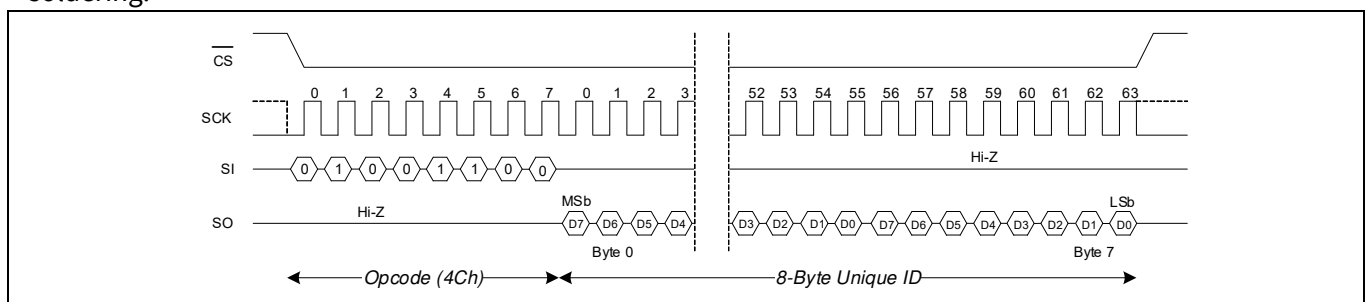 CS
0 1 2 3 4 5 6 7 0 1 2 3 52 53 54 55 56 57 58 59 60 61 62 63
SCK
Hi-Z
SI 0 1 0 0 1 1 0 0
MSb LSb
Hi-Z
SO D7 D6 D5 D4 D3 D2 D1 D0 D7 D6 D5 D4 D3 D2 D1 D0
Byte 0 Byte 7
Opcode (4Ch) 8-Byte Unique ID